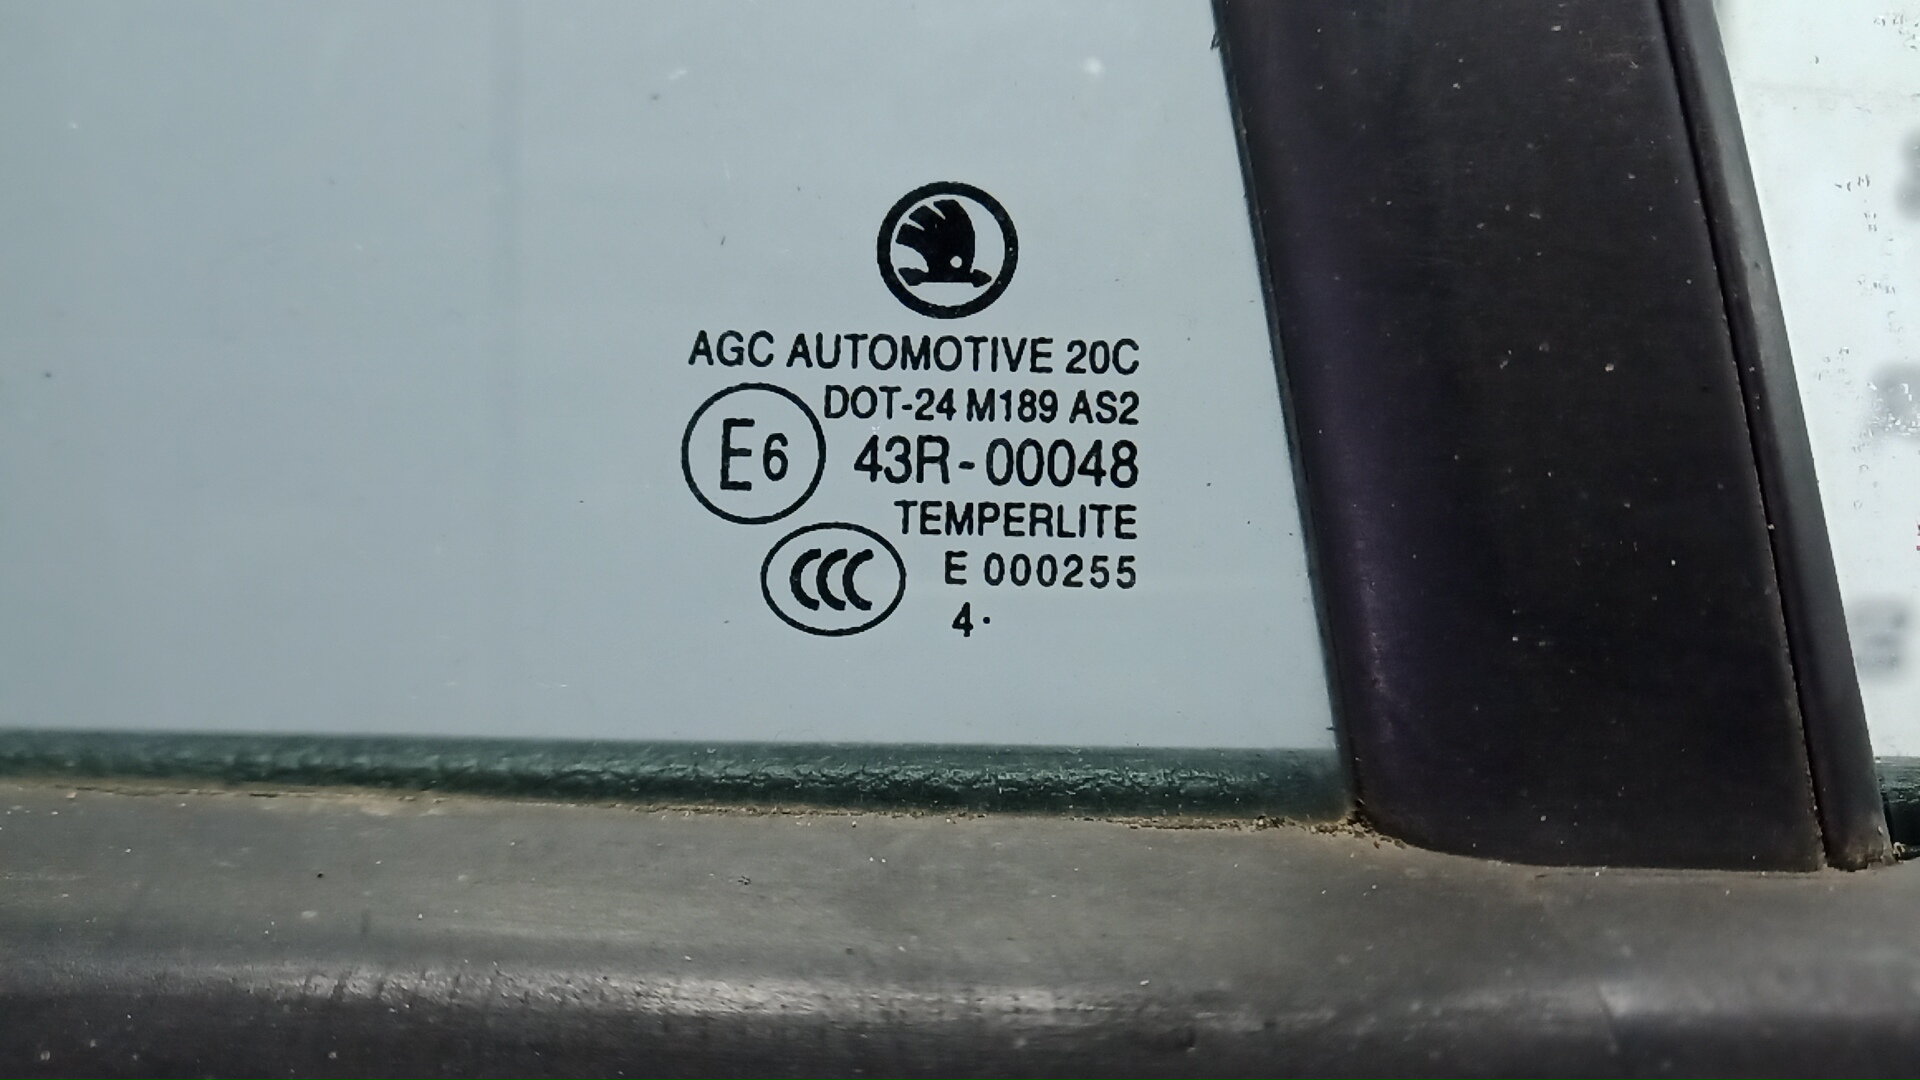 AGC AUTOMOTIVE 20C
DOT-24 M189 AS2
E6 43R-00048
TEMPERLITE
CCC E 000255
4·